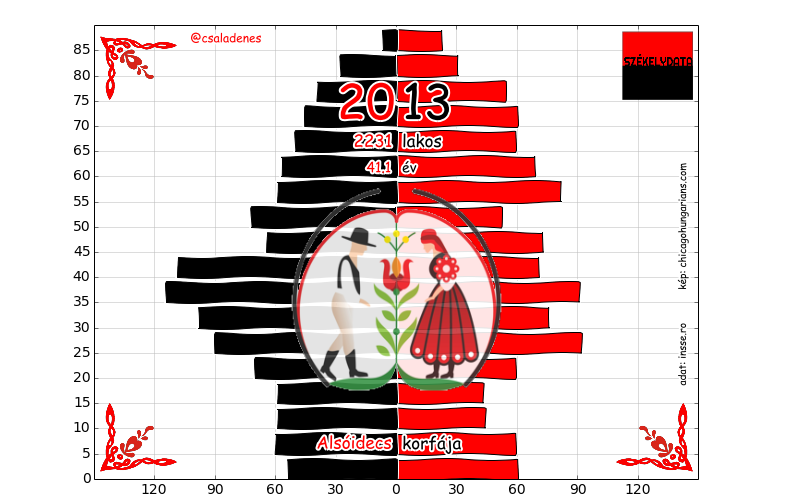 @csaladenes
SZÉKELYDATA
2013
2231 lakos
41.1 év
kép: chicagohungarians.com
adat: insse.ro
Alsóidecs korfája
85
80
75
70
65
60
55
50
45
40
35
30
25
20
15
10
5
0
120 90 60 30 0 30 60 90 120